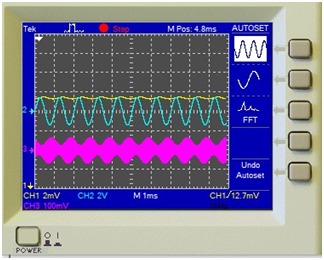 Tek Stop M Pos: 4.8ms AUTOSET
2
FFT
3
Undo
Autoset
1
CH1 2mV CH2 2V M 1ms CH1/12.7mV
CH3 100mV
POWER